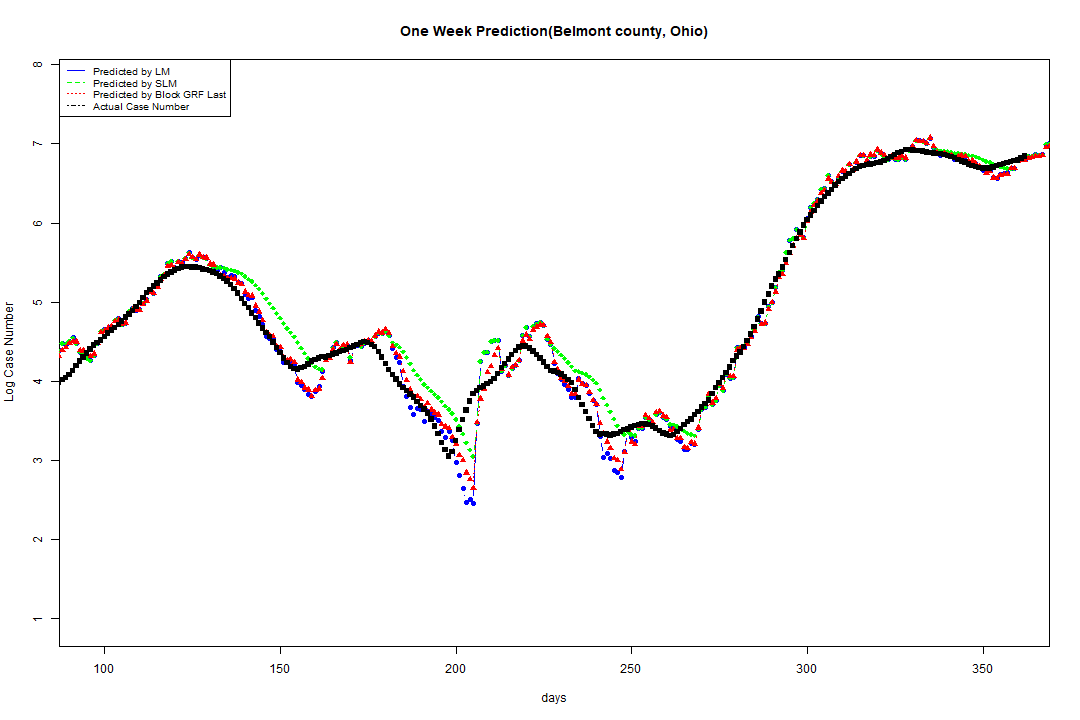 One Week Prediction(Belmont county, Ohio)
Predicted by LM
Predicted by SLM
Predicted by Block GRF Last
Actual Case Number
Log Case Number
8
7
6
5
4
3
2
1
100 150 200 250 300 350
days